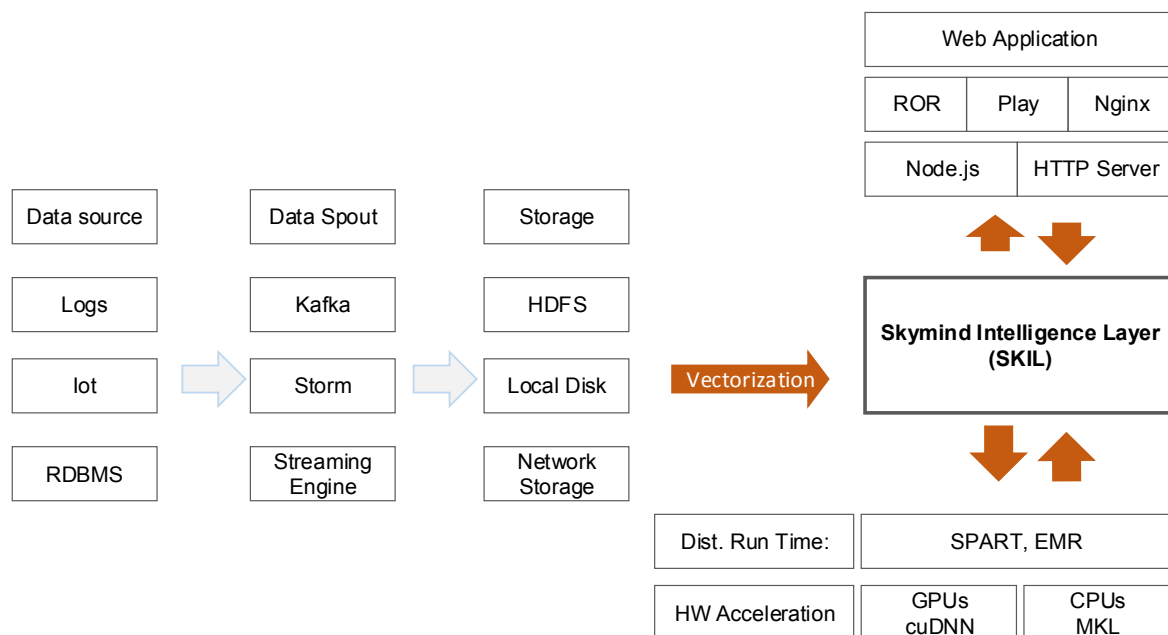 Web Application
ROR
Play
Nginx
Node.js
HTTP Server
Data source
Data Spout
Storage
Logs
Kafka
HDFS
Skymind Intelligence Layer
(SKIL)
Iot
Storm
Local Disk
Vectorization
RDBMS
Streaming
Engine
Network
Storage
Dist. Run Time:
SPART, EMR
HW Acceleration
GPUs
cuDNN
CPUs
MKL